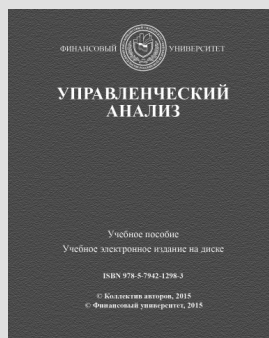 ФИНАНСОВЫЙ УНИВЕРСИТЕТ
УПРАВЛЕНЧЕСКИЙ
АНАЛИЗ
Учебное пособие
Учебное электронное издание на диске
ISBN 978-5-7942-1298-3
© Коллектив авторов, 2015
© Финансовый университет, 2015